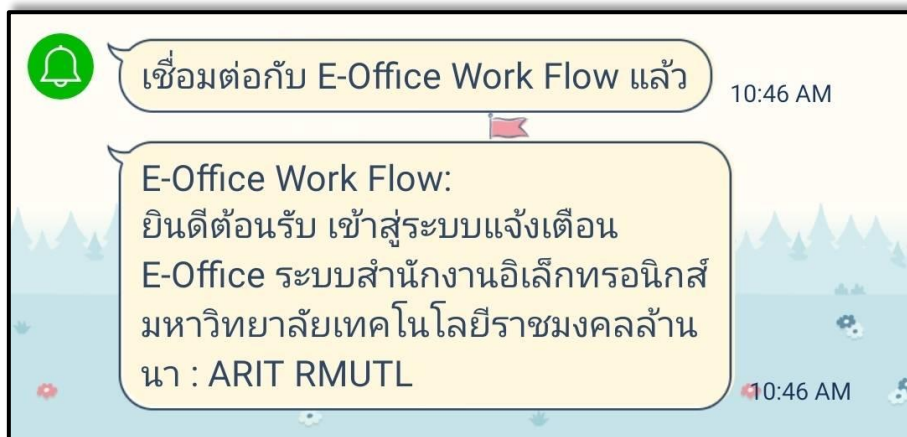 เชื่อมต่อกับ E-Office Work Flow แล้ว
10:46 AM
E-Office Work Flow:
ยินดีต้อนรับ เข้าสู่ระบบแจ้งเตือน
E-Office ระบบสำนักงานอิเล็กทรอนิกส์
มหาวิทยาลัยเทคโนโลยีราชมงคลล้าน
นา : ARIT RMUTL
10:46 AM